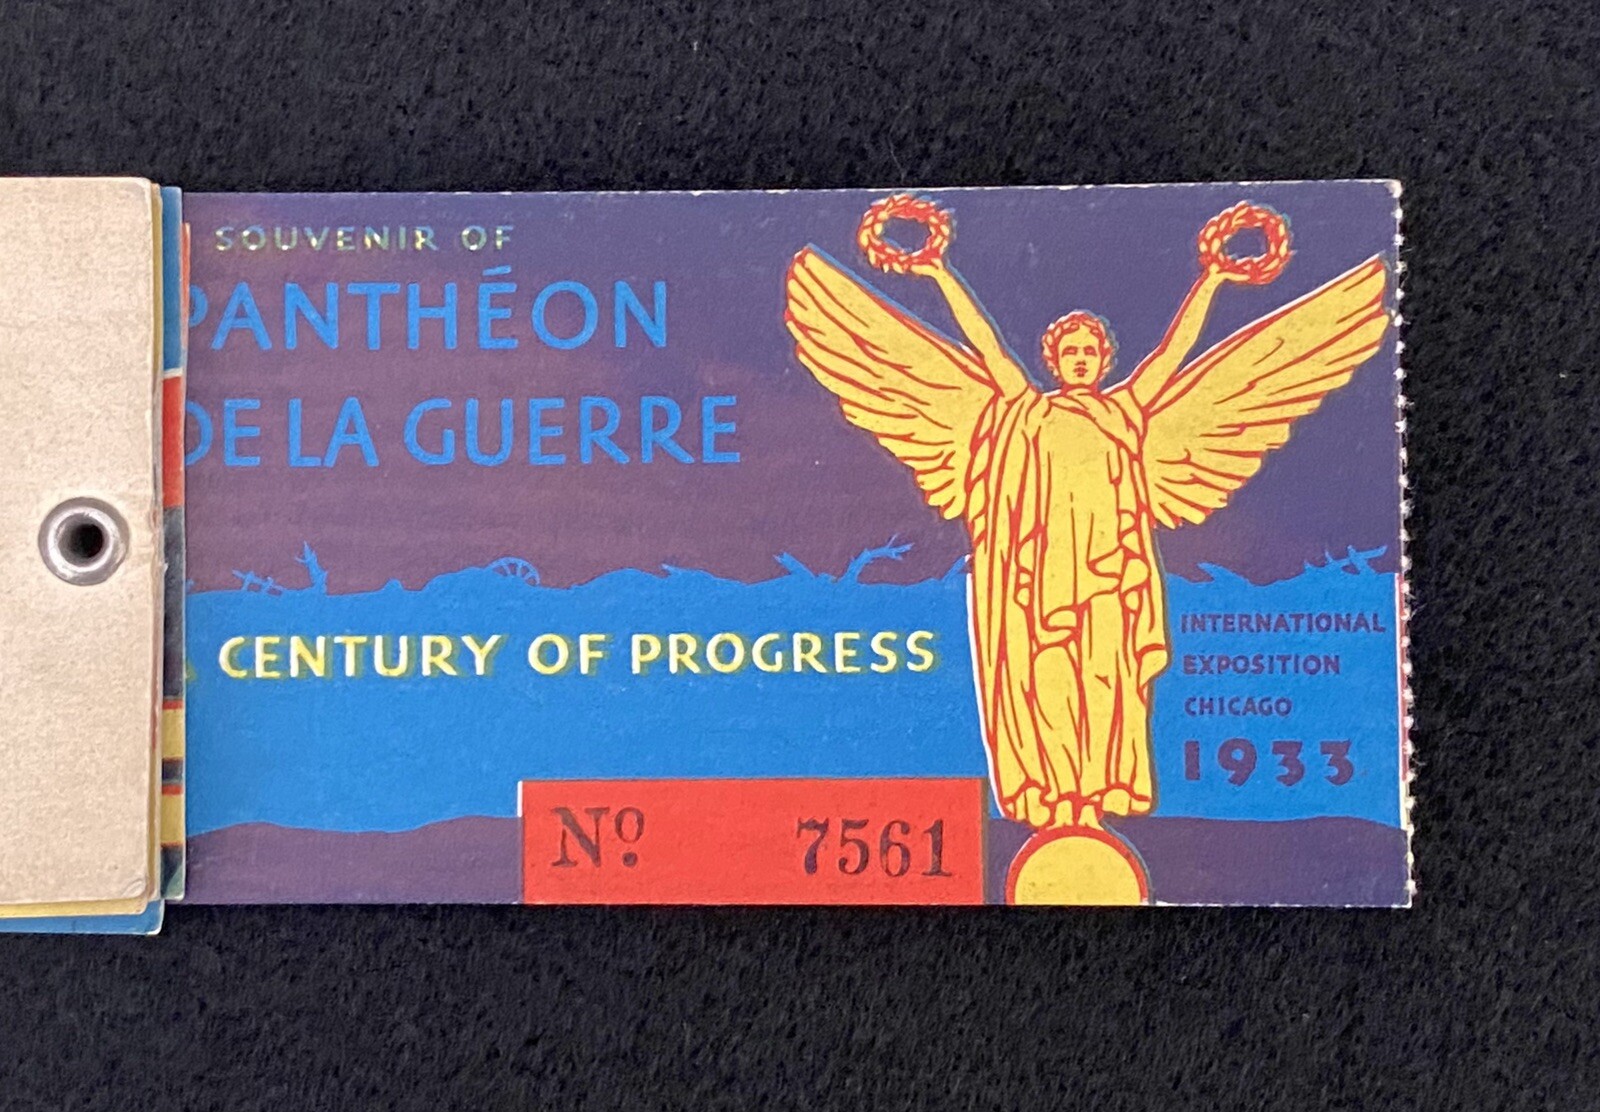 SOUVENIR OF
PANTHÉON
DE LA GUERRE
A CENTURY OF PROGRESS
INTERNATIONAL
EXPOSITION
CHICAGO
1933
Nº 7561